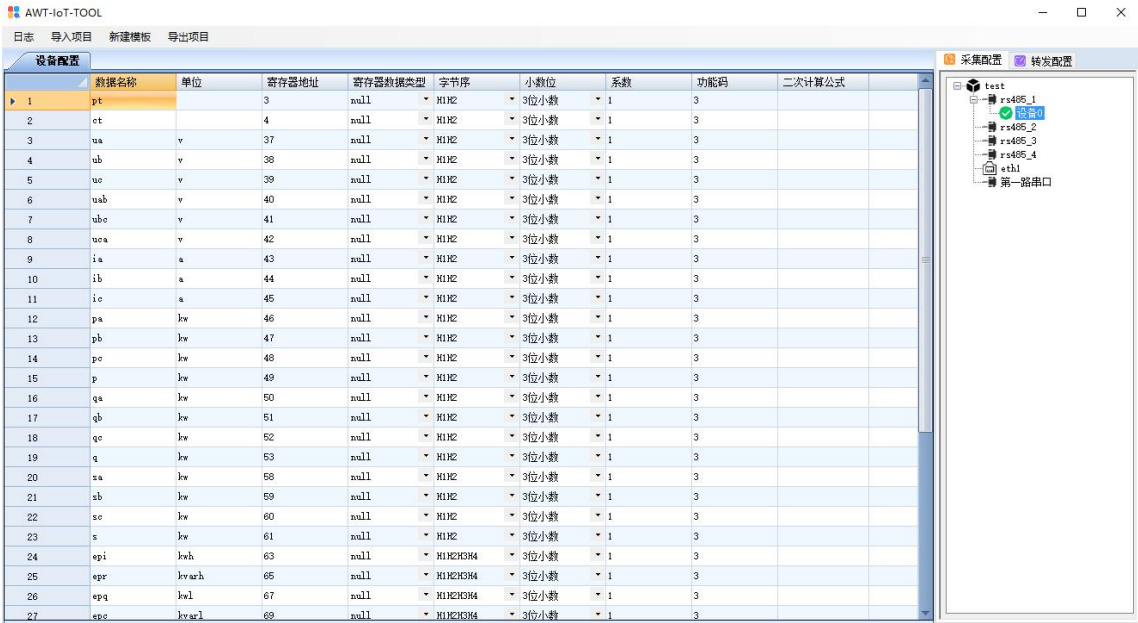 AWT-IoT-TOOL
日志 导入项目 新建模板 导出项目
设备配置
采集配置 转发配置
数据名称 单位 寄存器地址 寄存器数据类型 字节序 小数位 系数 功能码 二次计算公式
1 pt 3 null H1H2 3位小数 1 3
2 ct 4 null H1H2 3位小数 1 3
3 ua v 37 null H1H2 3位小数 1 3
4 ub v 38 null H1H2 3位小数 1 3
5 uc v 39 null H1H2 3位小数 1 3
6 uab v 40 null H1H2 3位小数 1 3
7 ubc v 41 null H1H2 3位小数 1 3
8 uca v 42 null H1H2 3位小数 1 3
9 ia a 43 null H1H2 3位小数 1 3
10 ib a 44 null H1H2 3位小数 1 3
11 ic a 45 null H1H2 3位小数 1 3
12 pa kw 46 null H1H2 3位小数 1 3
13 pb kw 47 null H1H2 3位小数 1 3
14 pc kw 48 null H1H2 3位小数 1 3
15 p kw 49 null H1H2 3位小数 1 3
16 qa kw 50 null H1H2 3位小数 1 3
17 qb kw 51 null H1H2 3位小数 1 3
18 qc kw 52 null H1H2 3位小数 1 3
19 q kw 53 null H1H2 3位小数 1 3
20 sa kw 58 null H1H2 3位小数 1 3
21 sb kw 59 null H1H2 3位小数 1 3
22 sc kw 60 null H1H2 3位小数 1 3
23 s kw 61 null H1H2 3位小数 1 3
24 epi kwh 63 null H1H2H3H4 3位小数 1 3
25 epr kvarh 65 null H1H2H3H4 3位小数 1 3
26 epq kwl 67 null H1H2H3H4 3位小数 1 3
27 epc kvarl 69 null H1H2H3H4 3位小数 1 3
test
rs485_1
设备0
rs485_2
rs485_3
rs485_4
eth1
第一路串口